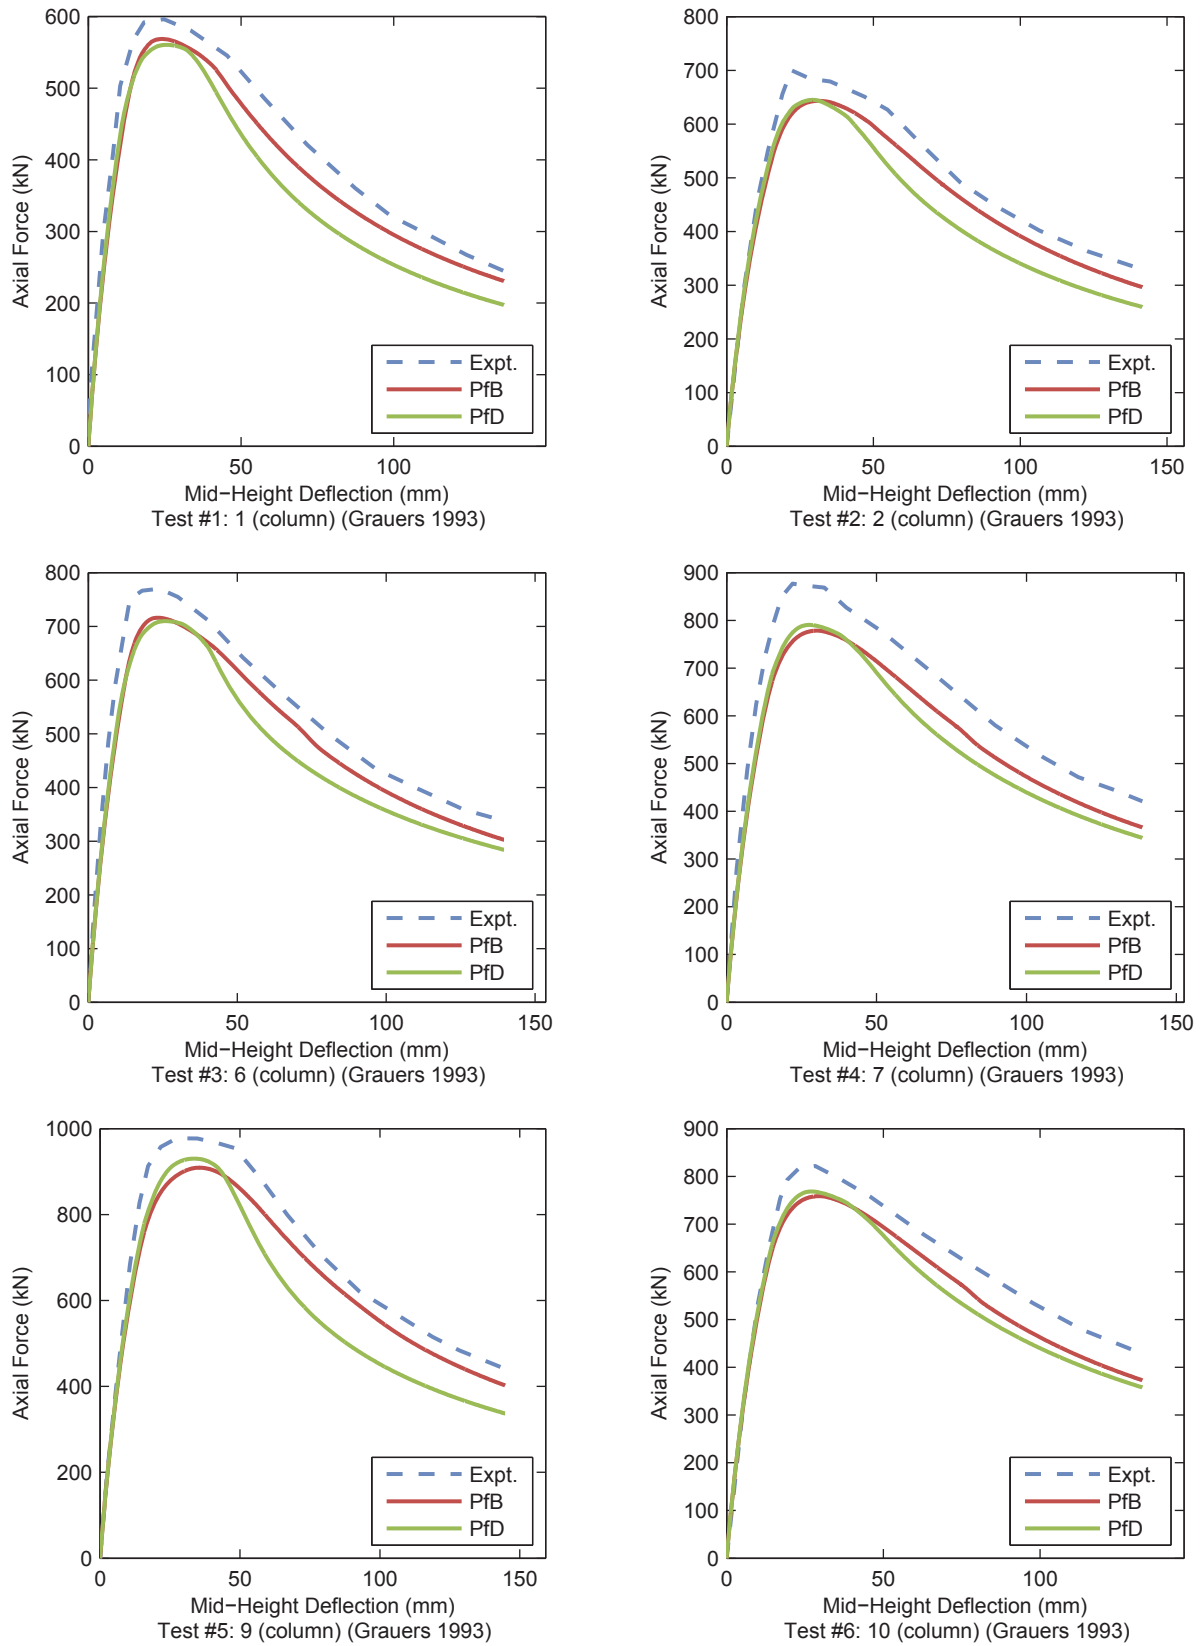 600
500
400
300
200
100
0
Axial Force (kN)
0 50 100
Expt.
PfB
PfD
Mid−Height Deflection (mm)
Test #1: 1 (column) (Grauers 1993)
800
700
600
500
400
300
200
100
0
Axial Force (kN)
0 50 100 150
Expt.
PfB
PfD
Mid−Height Deflection (mm)
Test #2: 2 (column) (Grauers 1993)
800
700
600
500
400
300
200
100
0
Axial Force (kN)
0 50 100 150
Expt.
PfB
PfD
Mid−Height Deflection (mm)
Test #3: 6 (column) (Grauers 1993)
900
800
700
600
500
400
300
200
100
0
Axial Force (kN)
0 50 100 150
Expt.
PfB
PfD
Mid−Height Deflection (mm)
Test #4: 7 (column) (Grauers 1993)
1000
800
600
400
200
0
Axial Force (kN)
0 50 100 150
Expt.
PfB
PfD
Mid−Height Deflection (mm)
Test #5: 9 (column) (Grauers 1993)
900
800
700
600
500
400
300
200
100
0
Axial Force (kN)
0 50 100
Expt.
PfB
PfD
Mid−Height Deflection (mm)
Test #6: 10 (column) (Grauers 1993)